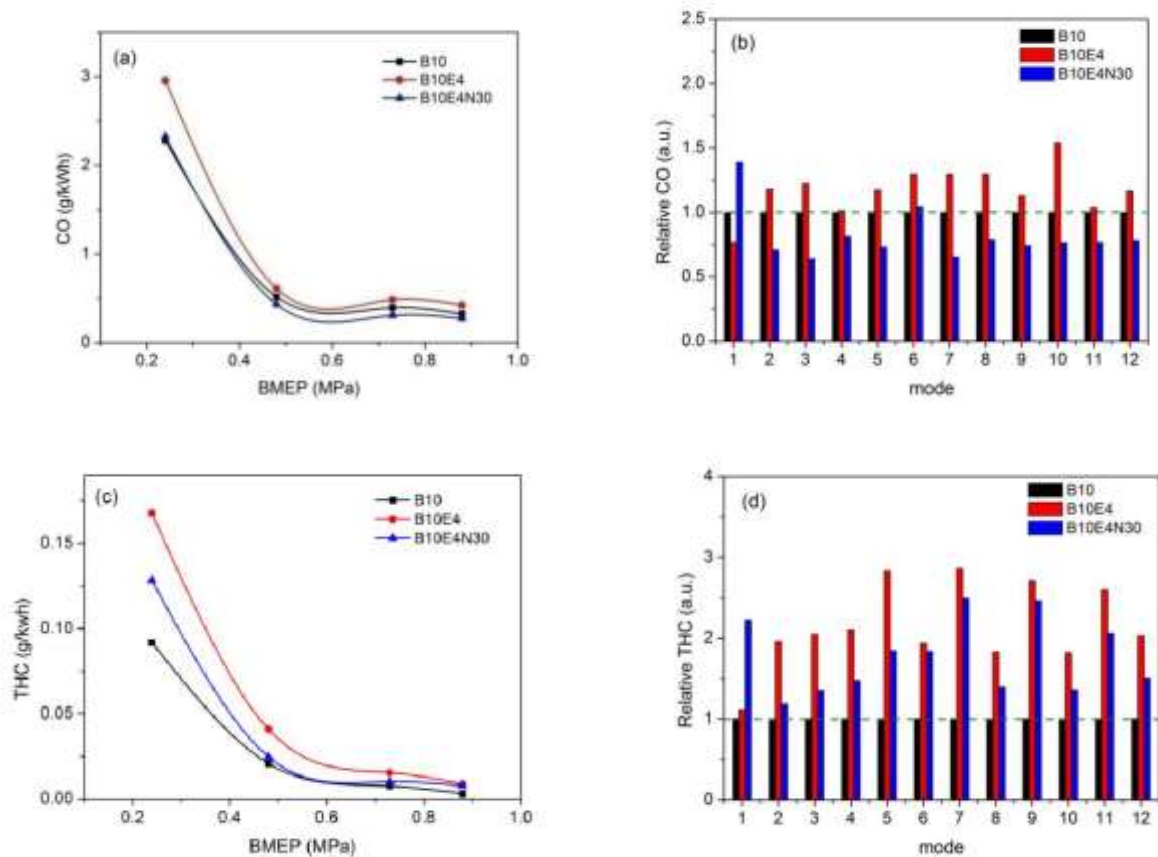 (a)
B10
B10E4
B10E4N30
3
2
1
0
CO (g/kWh)
0.2 0.4 0.6 0.8 1.0
BMEP (MPa)
(b)
B10
B10E4
B10E4N30
2.5
2.0
1.5
1.0
0.5
0.0
Relative CO (a.u.)
1 2 3 4 5 6 7 8 9 10 11 12
mode
(c)
B10
B10E4
B10E4N30
0.15
0.10
0.05
0.00
THC (g/kwh)
0.2 0.4 0.6 0.8 1.0
BMEP (MPa)
(d)
B10
B10E4
B10E4N30
4
3
2
1
0
Relative THC (a.u.)
1 2 3 4 5 6 7 8 9 10 11 12
mode